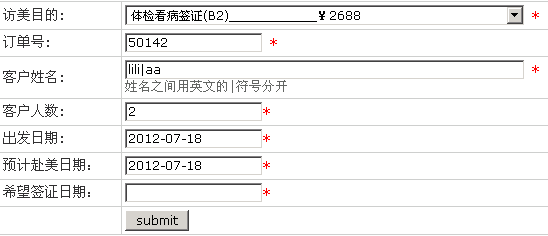 访美目的: 体检看病签证(B2)______________¥ 2688 *
订单号: 50142 *
客户姓名: lili|aa *
姓名之间用英文的|符号分开
客户人数: 2 *
出发日期: 2012-07-18 *
预计赴美日期: 2012-07-18 *
希望签证日期: *
submit